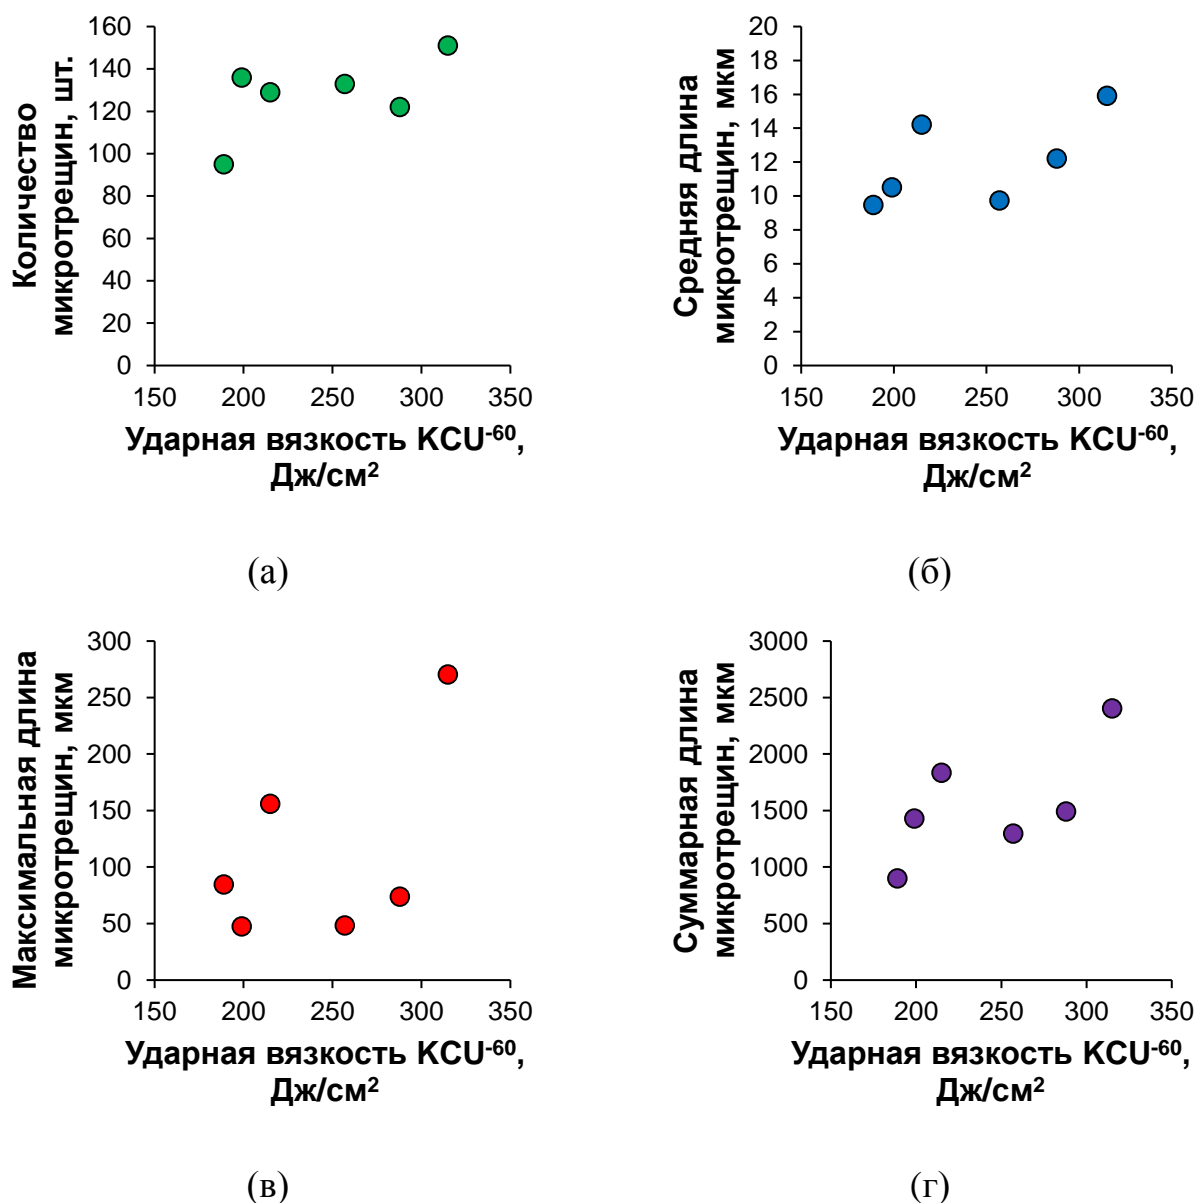 160
140
120
100
80
60
40
20
0
Количество
микротрещин, шт.
150 200 250 300 350
Ударная вязкость KCU⁻⁶⁰,
Дж/см²
(а)
20
18
16
14
12
10
8
6
4
2
0
Средняя длина
микротрещин, мкм
150 200 250 300 350
Ударная вязкость KCU⁻⁶⁰,
Дж/см²
(б)
300
250
200
150
100
50
0
Максимальная длина
микротрещин, мкм
150 200 250 300 350
Ударная вязкость KCU⁻⁶⁰,
Дж/см²
(в)
3000
2500
2000
1500
1000
500
0
Суммарная длина
микротрещин, мкм
150 200 250 300 350
Ударная вязкость KCU⁻⁶⁰,
Дж/см²
(г)